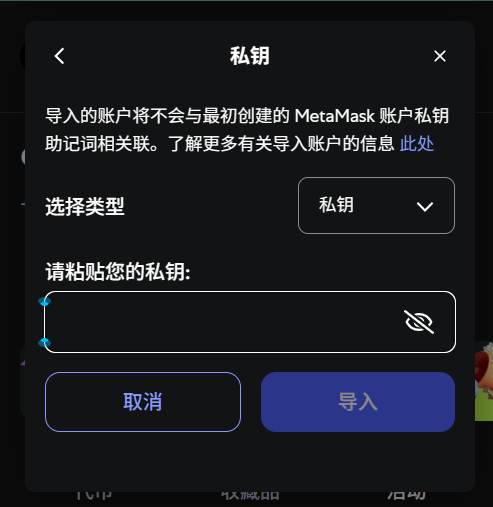 私钥
导入的账户将不会与最初创建的 MetaMask 账户私钥
助记词相关联。了解更多有关导入账户的信息 此处
选择类型
私钥
请粘贴您的私钥:
取消
导入
代币
收藏品
活动